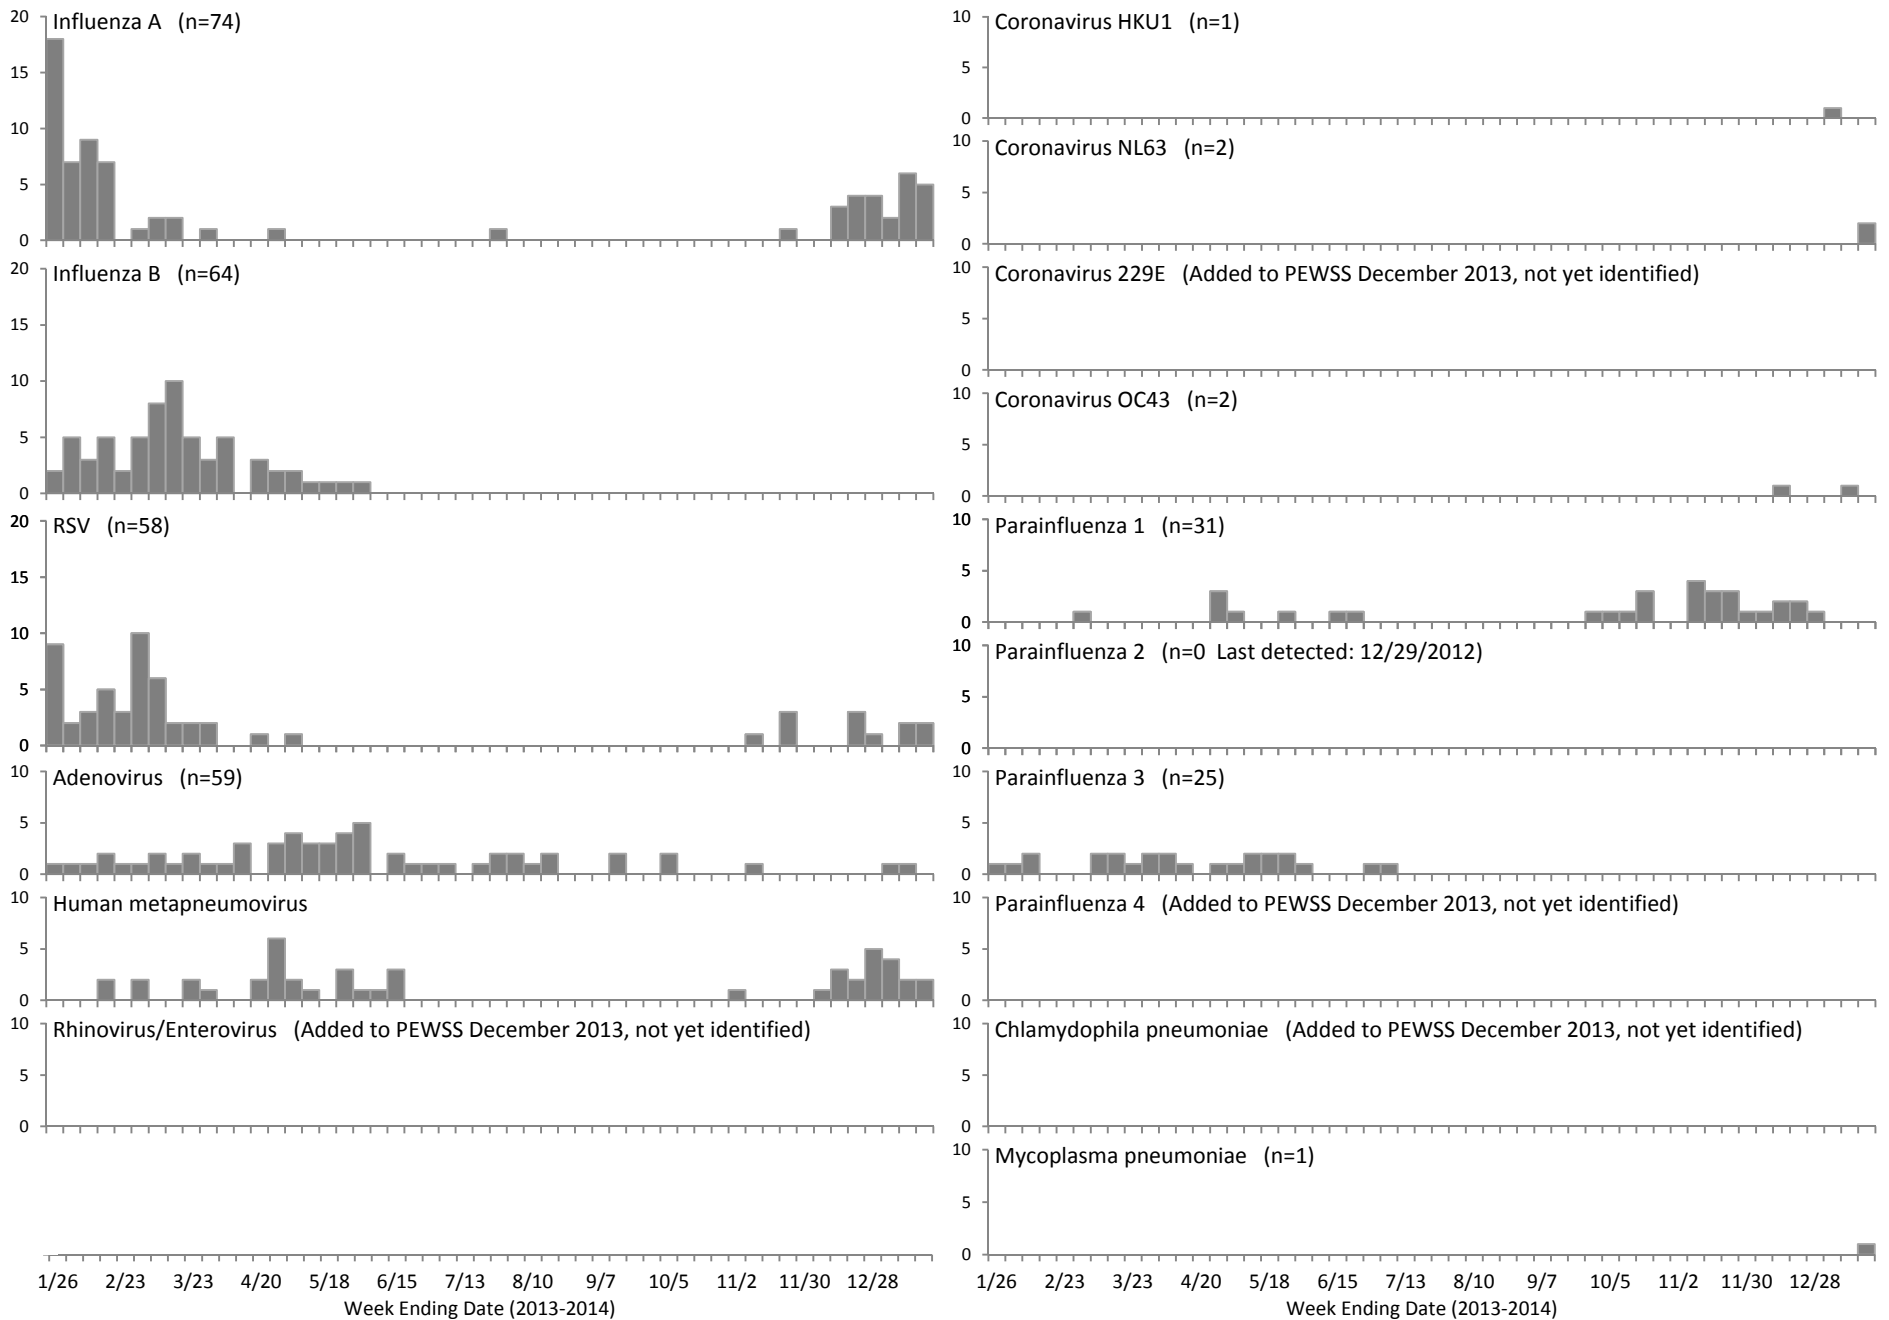 Influenza A (n=74)
20
15
10
5
0
Influenza B (n=64)
20
15
10
5
0
RSV (n=58)
20
15
10
5
0
Adenovirus (n=59)
10
5
0
Human metapneumovirus
10
5
0
Rhinovirus/Enterovirus (Added to PEWSS December 2013, not yet identified)
10
5
0
1/26 2/23 3/23 4/20 5/18 6/15 7/13 8/10 9/7 10/5 11/2 11/30 12/28
Week Ending Date (2013-2014)
Coronavirus HKU1 (n=1)
10
5
0
Coronavirus NL63 (n=2)
10
5
0
Coronavirus 229E (Added to PEWSS December 2013, not yet identified)
10
5
0
Coronavirus OC43 (n=2)
10
5
0
Parainfluenza 1 (n=31)
10
5
0
Parainfluenza 2 (n=0 Last detected: 12/29/2012)
10
5
0
Parainfluenza 3 (n=25)
10
5
0
Parainfluenza 4 (Added to PEWSS December 2013, not yet identified)
10
5
0
Chlamydophila pneumoniae (Added to PEWSS December 2013, not yet identified)
10
5
0
Mycoplasma pneumoniae (n=1)
10
5
0
1/26 2/23 3/23 4/20 5/18 6/15 7/13 8/10 9/7 10/5 11/2 11/30 12/28
Week Ending Date (2013-2014)